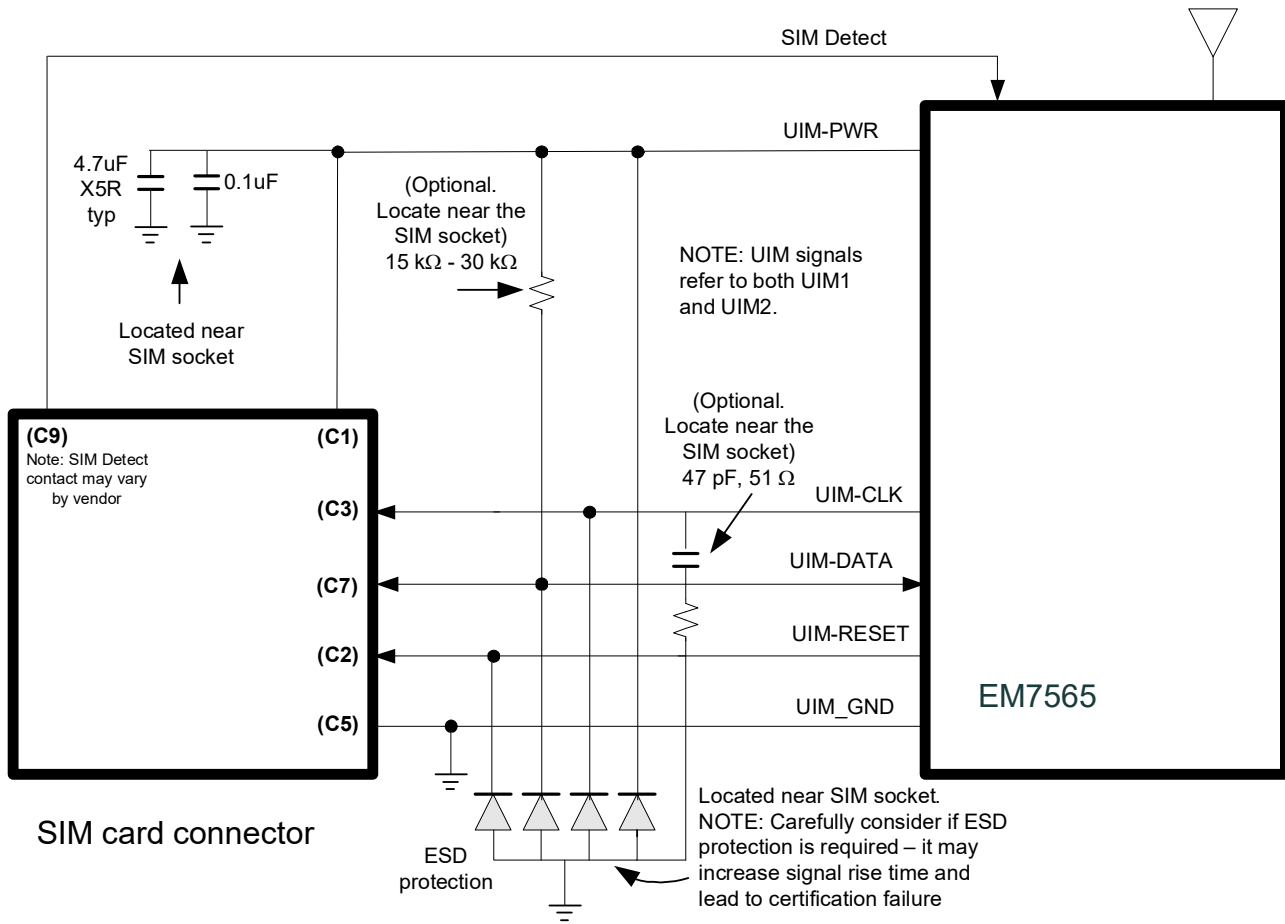 SIM Detect
UIM-PWR
4.7uF
X5R
typ
0.1uF
(Optional.
Locate near the
SIM socket)
15 kΩ - 30 kΩ
NOTE: UIM signals
refer to both UIM1
and UIM2.
Located near
SIM socket
(C9)
Note: SIM Detect
contact may vary
by vendor
(C1)
(Optional.
Locate near the
SIM socket)
47 pF, 51 Ω
(C3)
UIM-CLK
(C7)
UIM-DATA
(C2)
UIM-RESET
(C5)
UIM_GND
EM7565
SIM card connector
ESD
protection
Located near SIM socket.
NOTE: Carefully consider if ESD
protection is required – it may
increase signal rise time and
lead to certification failure